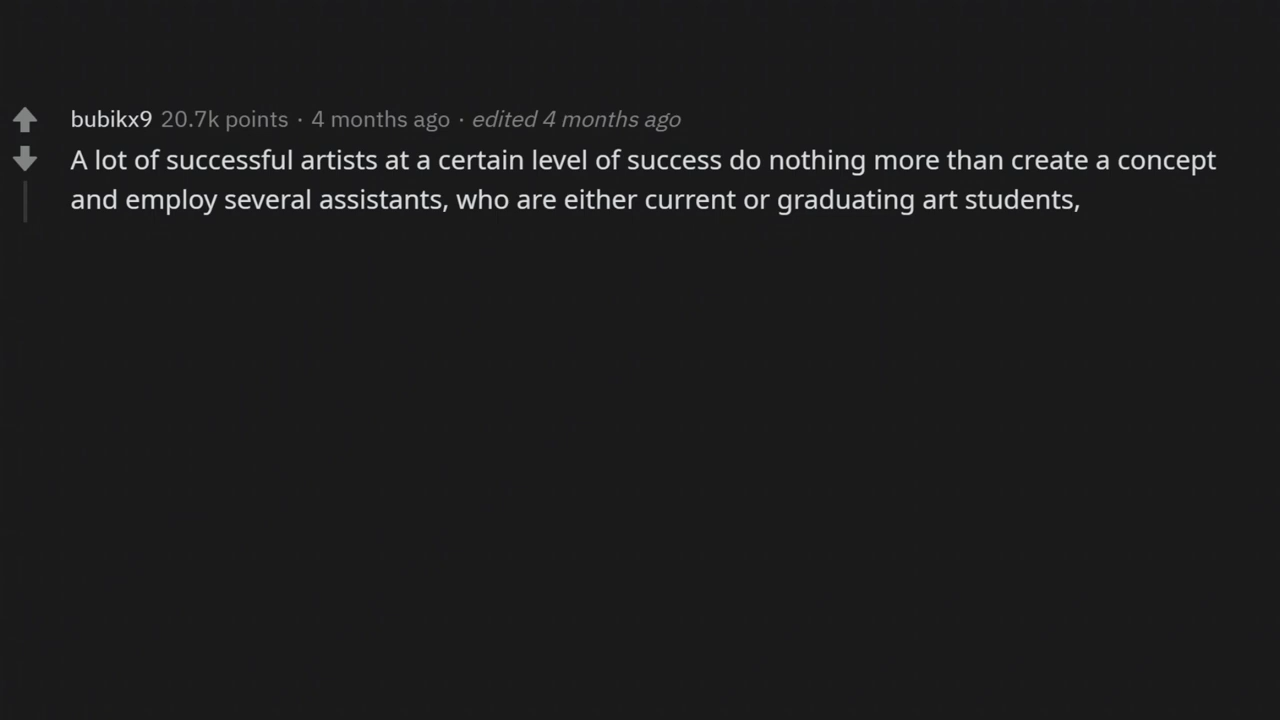 bubikx9 20.7k points · 4 months ago · edited 4 months ago
A lot of successful artists at a certain level of success do nothing more than create a concept
and employ several assistants, who are either current or graduating art students,